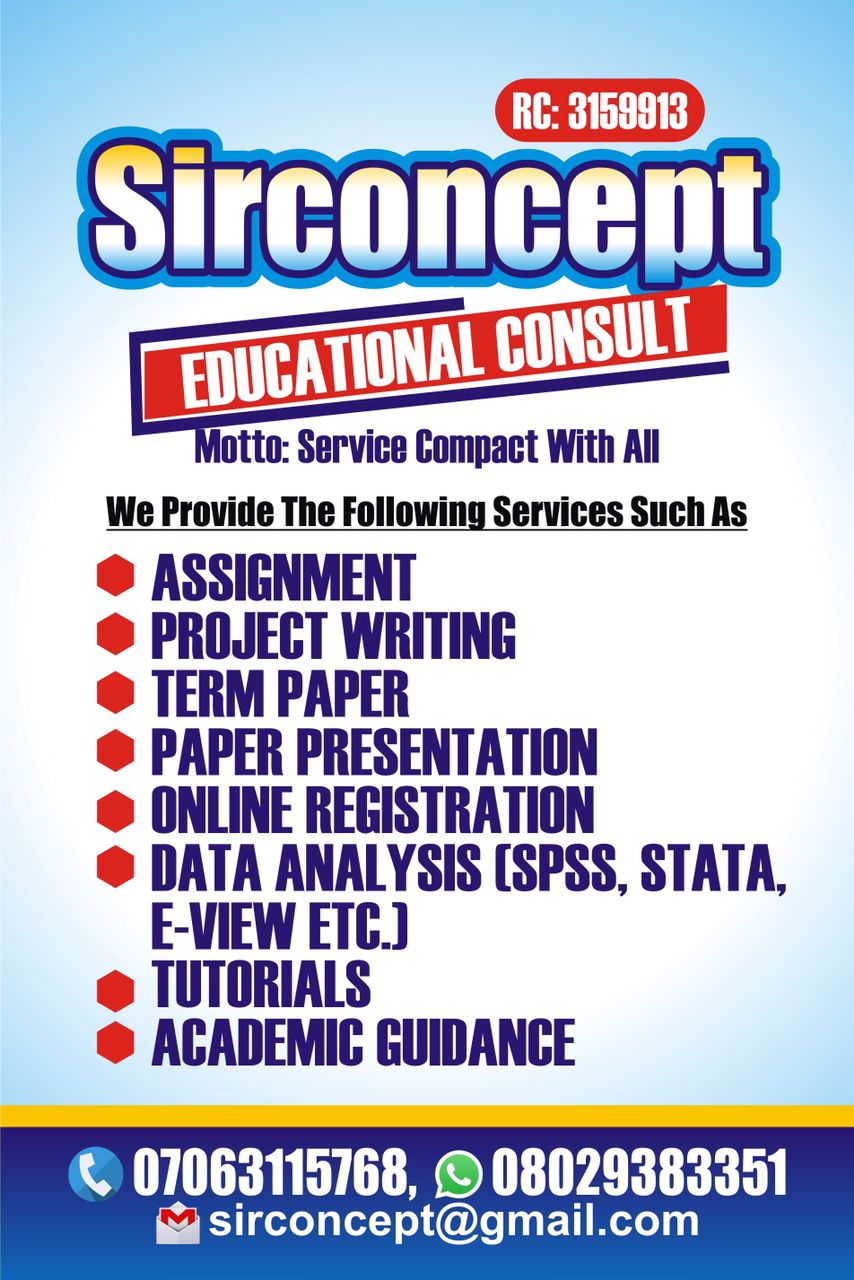 RC: 3159913
Sirconcept
EDUCATIONAL CONSULT
Motto: Service Compact With All
We Provide The Following Services Such As
ASSIGNMENT
PROJECT WRITING
TERM PAPER
PAPER PRESENTATION
ONLINE REGISTRATION
DATA ANALYSIS (SPSS, STATA,
E-VIEW ETC.)
TUTORIALS
ACADEMIC GUIDANCE
07063115768, 08029383351
sirconcept@gmail.com